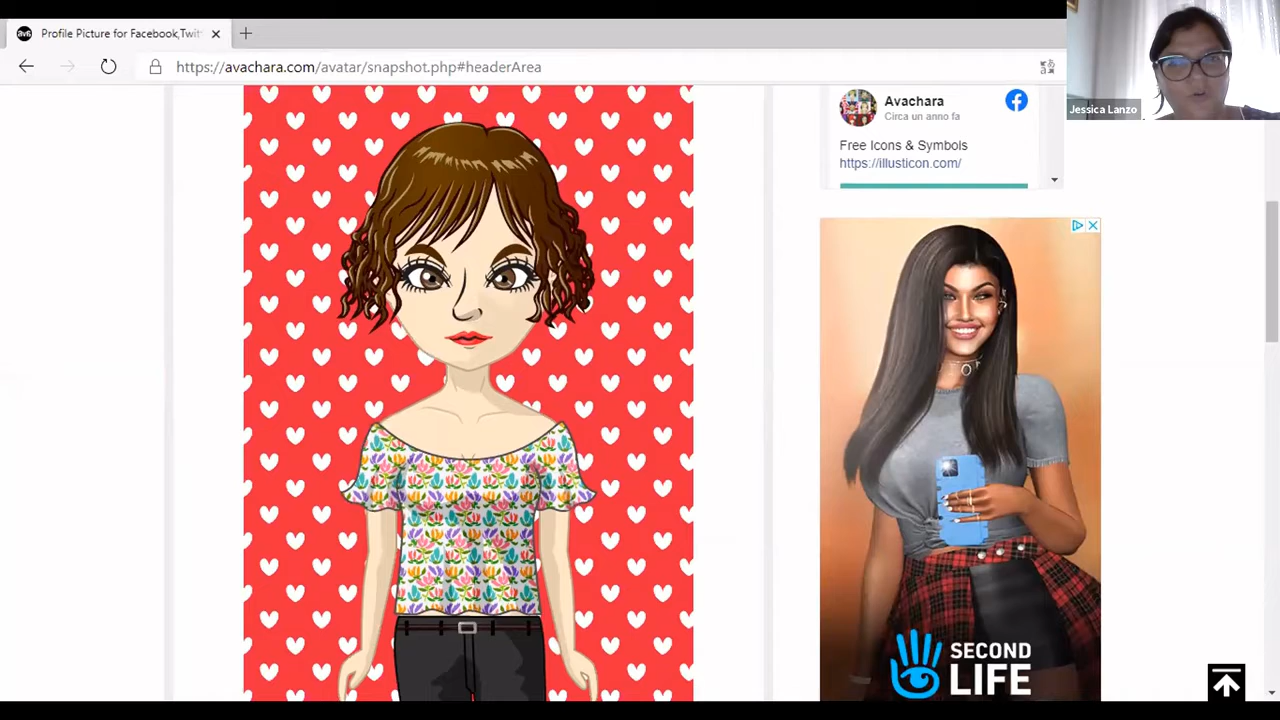 Profile Picture for Facebook,Twit
https://avachara.com/avatar/snapshot.php#headerArea
Jessica Lanzo
Avachara
Circa un anno fa
Free Icons & Symbols
https://illusticon.com/
SECOND
LIFE